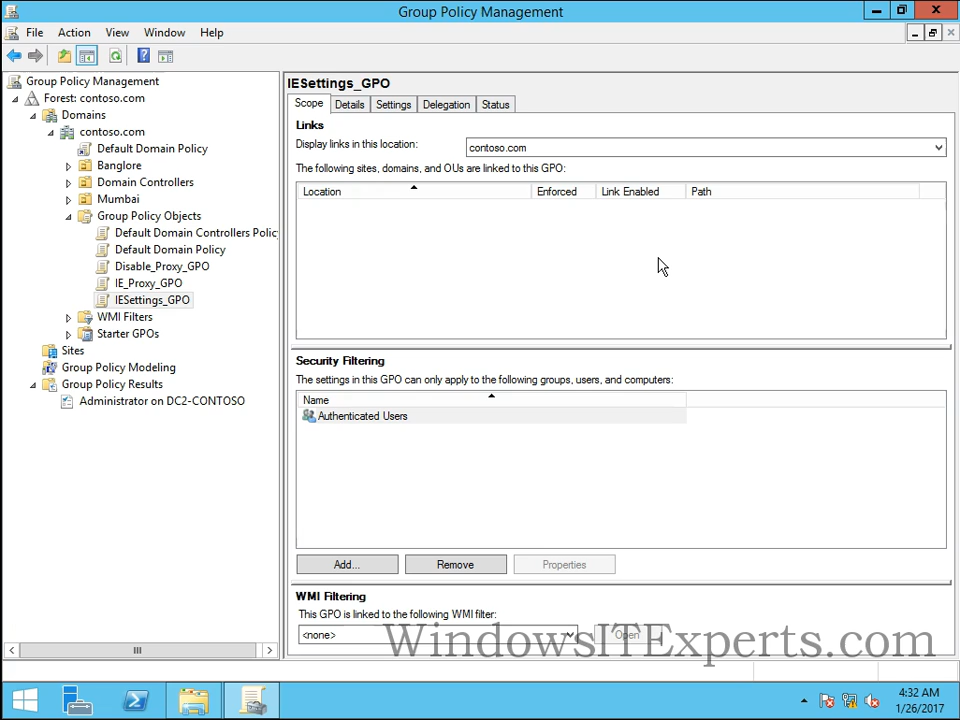 Group Policy Management
File Action View Window Help
Group Policy Management
Forest: contoso.com
Domains
contoso.com
Default Domain Policy
Banglore
Domain Controllers
Mumbai
Group Policy Objects
Default Domain Controllers Polic
Default Domain Policy
Disable_Proxy_GPO
IE_Proxy_GPO
IESettings_GPO
WMI Filters
Starter GPOs
Sites
Group Policy Modeling
Group Policy Results
Administrator on DC2-CONTOSO
IESettings_GPO
Scope Details Settings Delegation Status
Links
Display links in this location: contoso.com
The following sites, domains, and OUs are linked to this GPO:
Location Enforced Link Enabled Path
Security Filtering
The settings in this GPO can only apply to the following groups, users, and computers:
Name
Authenticated Users
Add... Remove Properties
WMI Filtering
This GPO is linked to the following WMI filter:
<none> Open
WindowsITExperts.com
4:32 AM
1/26/2017